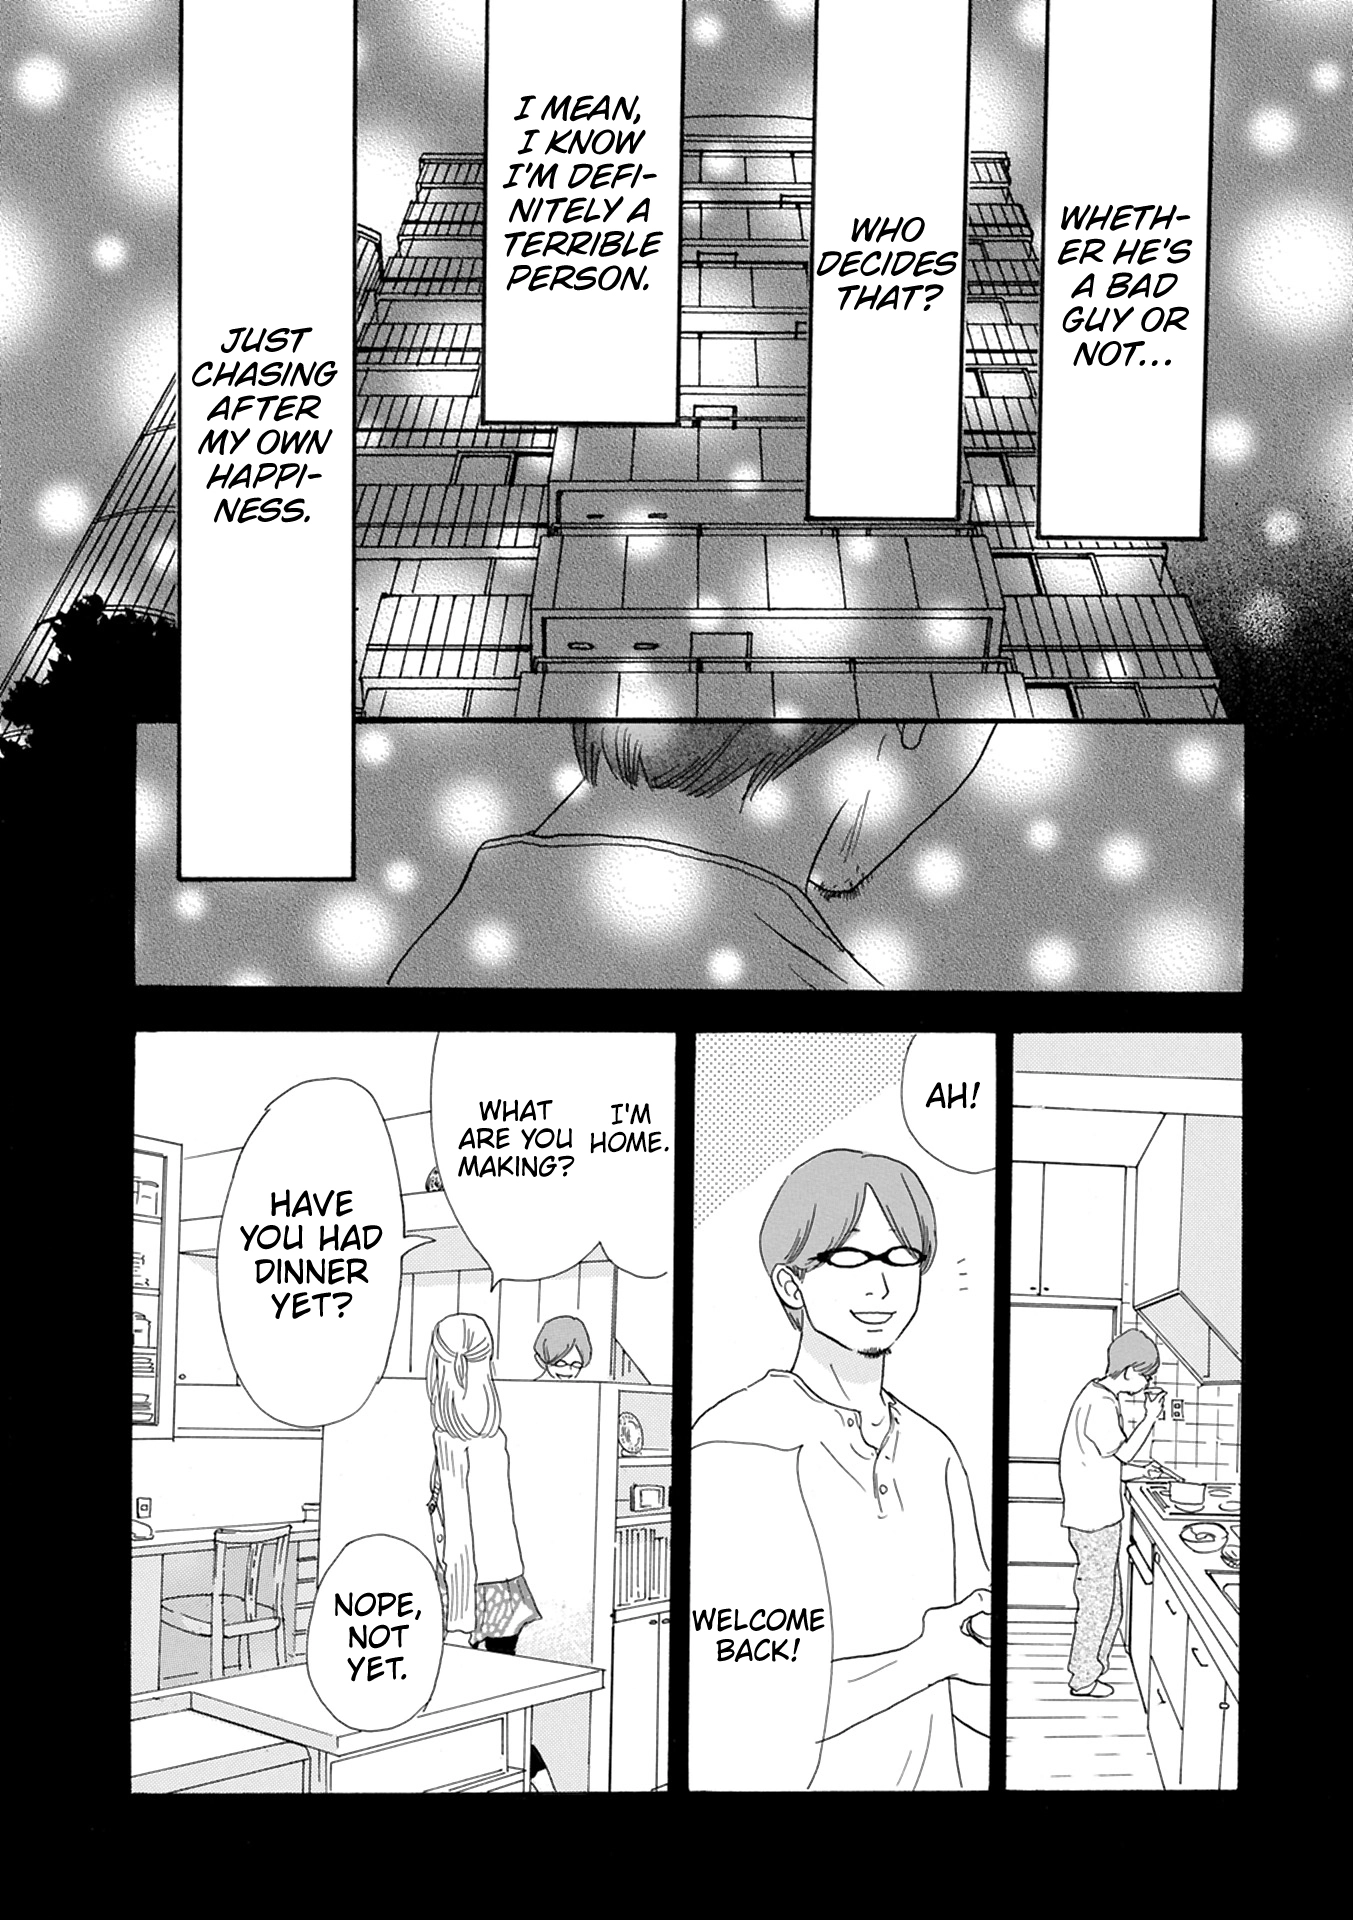 WHETH-
ER HE'S
A BAD
GUY OR
NOT...
WHO
DECIDES
THAT?
I MEAN,
I KNOW
I'M DEFI-
NITELY A
TERRIBLE
PERSON.
JUST
CHASING
AFTER
MY OWN
HAPPI-
NESS.
AH!
WELCOME
BACK!
I'M
HOME.
WHAT
ARE YOU
MAKING?
HAVE
YOU HAD
DINNER
YET?
NOPE,
NOT
YET.